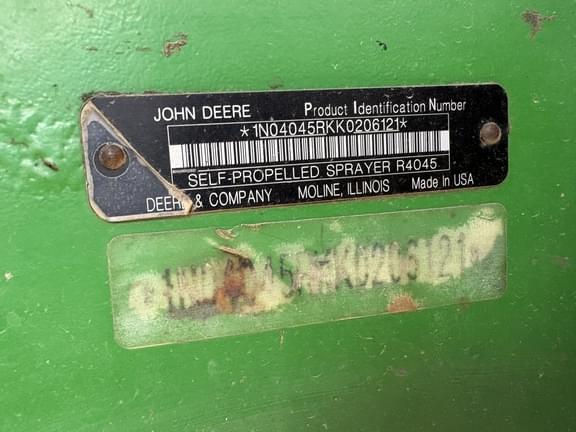 JOHN DEERE Product Identification Number
*1N04045RKK0206121*
SELF-PROPELLED SPRAYER R4045
DEERE & COMPANY MOLINE, ILLINOIS Made in USA